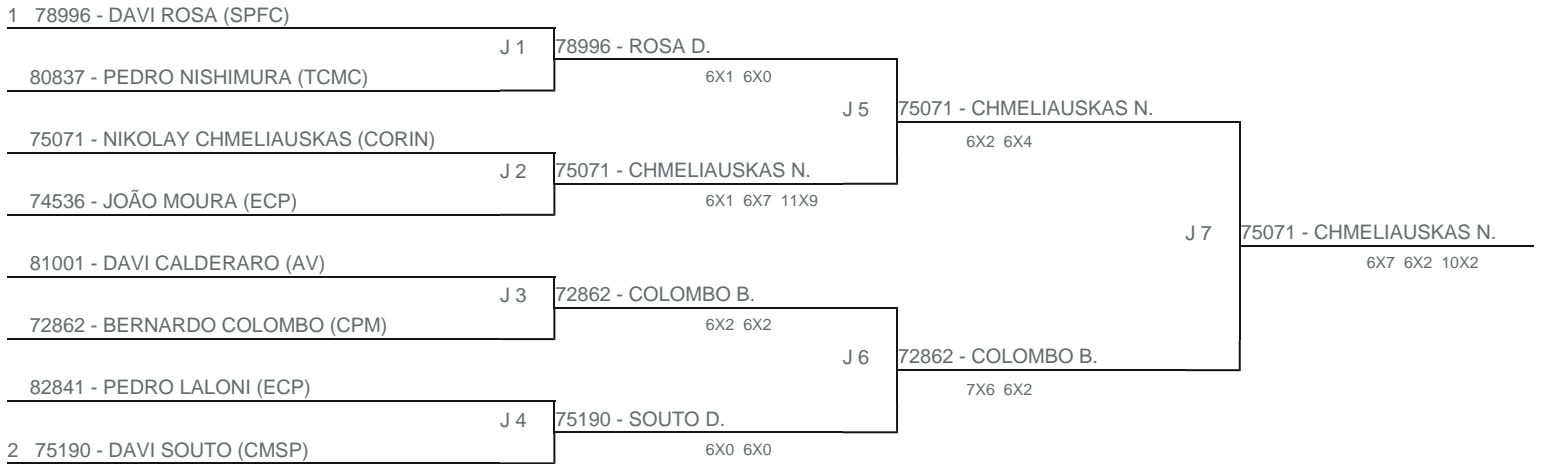 1 78996 - DAVI ROSA (SPFC)
J 1 78996 - ROSA D.
80837 - PEDRO NISHIMURA (TCMC)
6X1 6X0
J 5 75071 - CHMELIAUSKAS N.
75071 - NIKOLAY CHMELIAUSKAS (CORIN)
6X2 6X4
J 2 75071 - CHMELIAUSKAS N.
74536 - JOÃO MOURA (ECP)
6X1 6X7 11X9
J 7 75071 - CHMELIAUSKAS N.
81001 - DAVI CALDERARO (AV)
6X7 6X2 10X2
J 3 72862 - COLOMBO B.
72862 - BERNARDO COLOMBO (CPM)
6X2 6X2
J 6 72862 - COLOMBO B.
82841 - PEDRO LALONI (ECP)
7X6 6X2
J 4 75190 - SOUTO D.
2 75190 - DAVI SOUTO (CMSP)
6X0 6X0